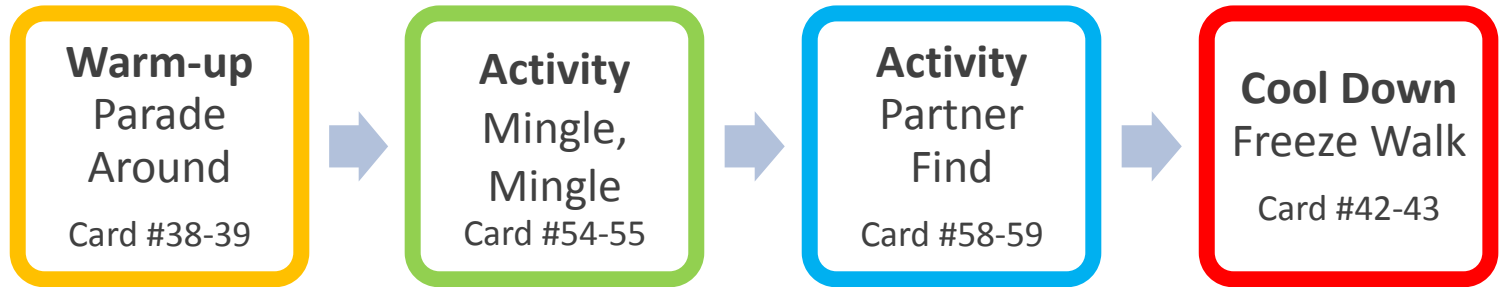 Warm-up
Parade
Around
Card #38-39
Activity
Mingle,
Mingle
Card #54-55
Activity
Partner
Find
Card #58-59
Cool Down
Freeze Walk
Card #42-43